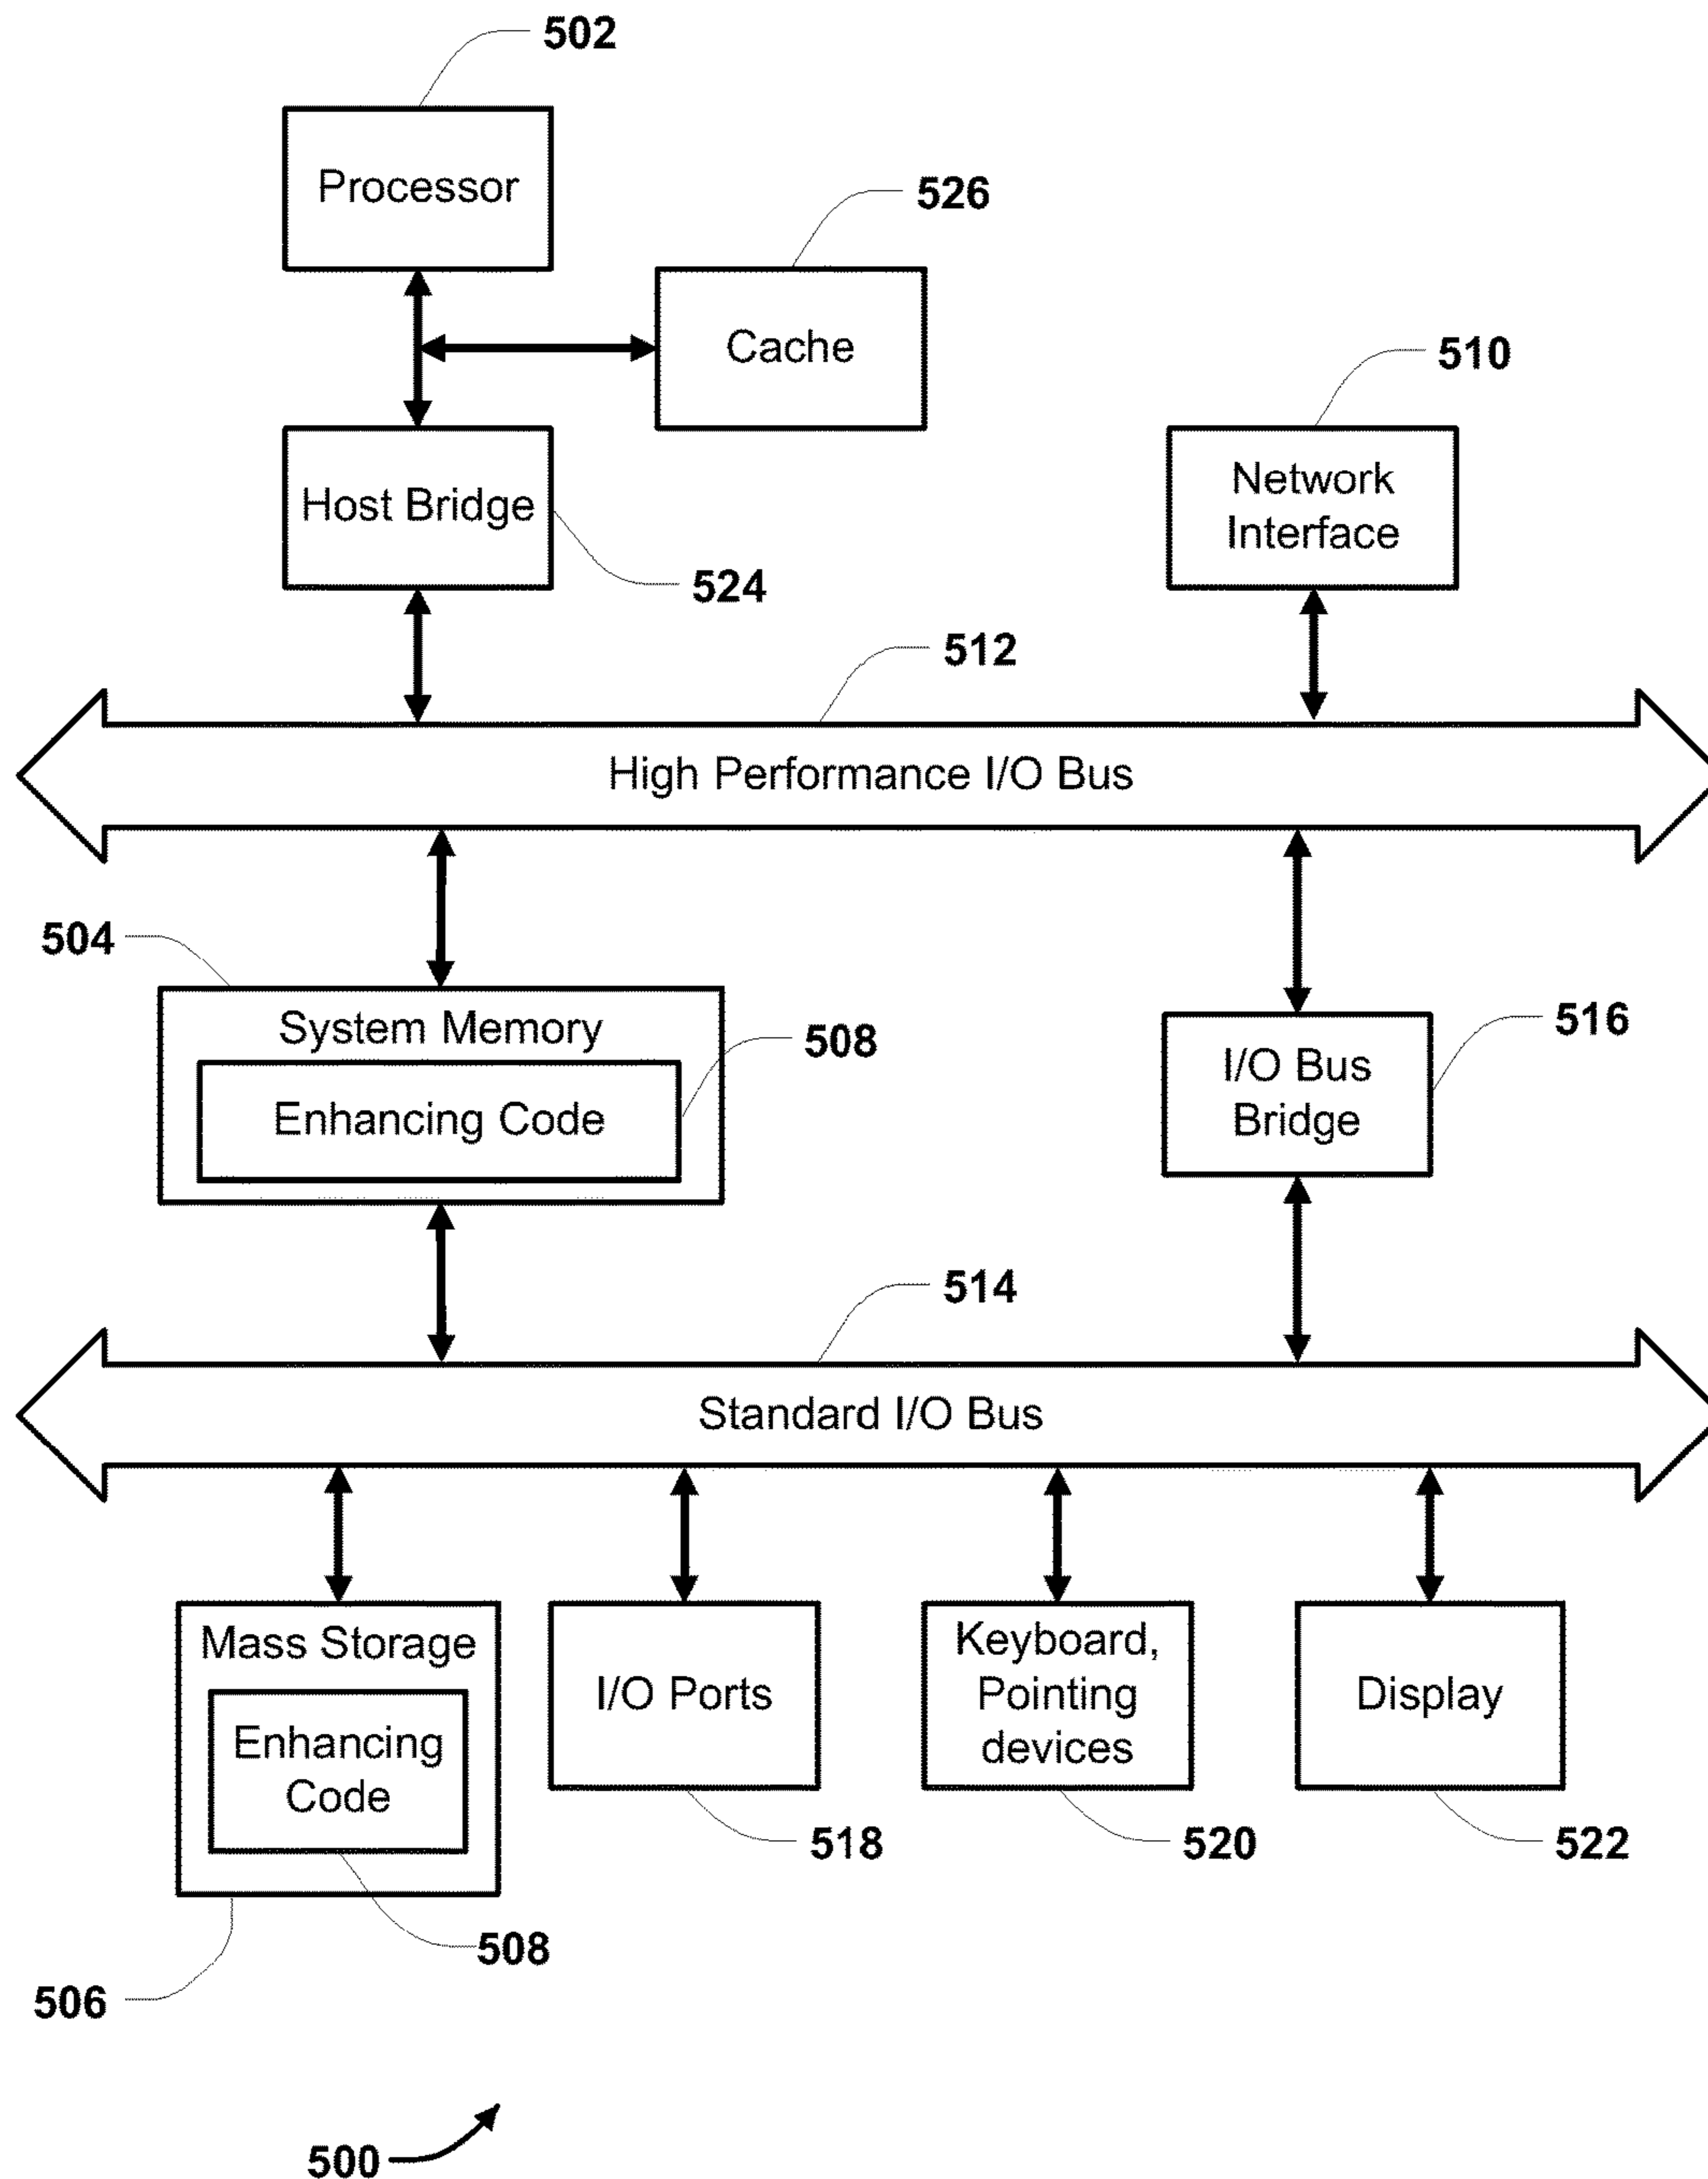 502
Processor
526
Cache
510
Host Bridge
Network
Interface
524
512
High Performance I/O Bus
504
System Memory
508
Enhancing Code
516
I/O Bus
Bridge
514
Standard I/O Bus
Mass Storage
Enhancing
Code
I/O Ports
Keyboard,
Pointing
devices
Display
518
520
522
508
506
500